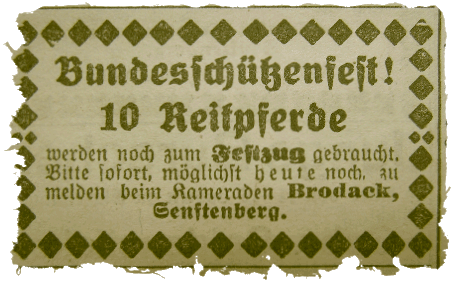 Bundesschützenfest!
10 Reitpferde
werden noch zum Festzug gebraucht.
Bitte sofort, möglichst heute noch, zu
melden beim Kameraden Brodack,
Senftenberg.